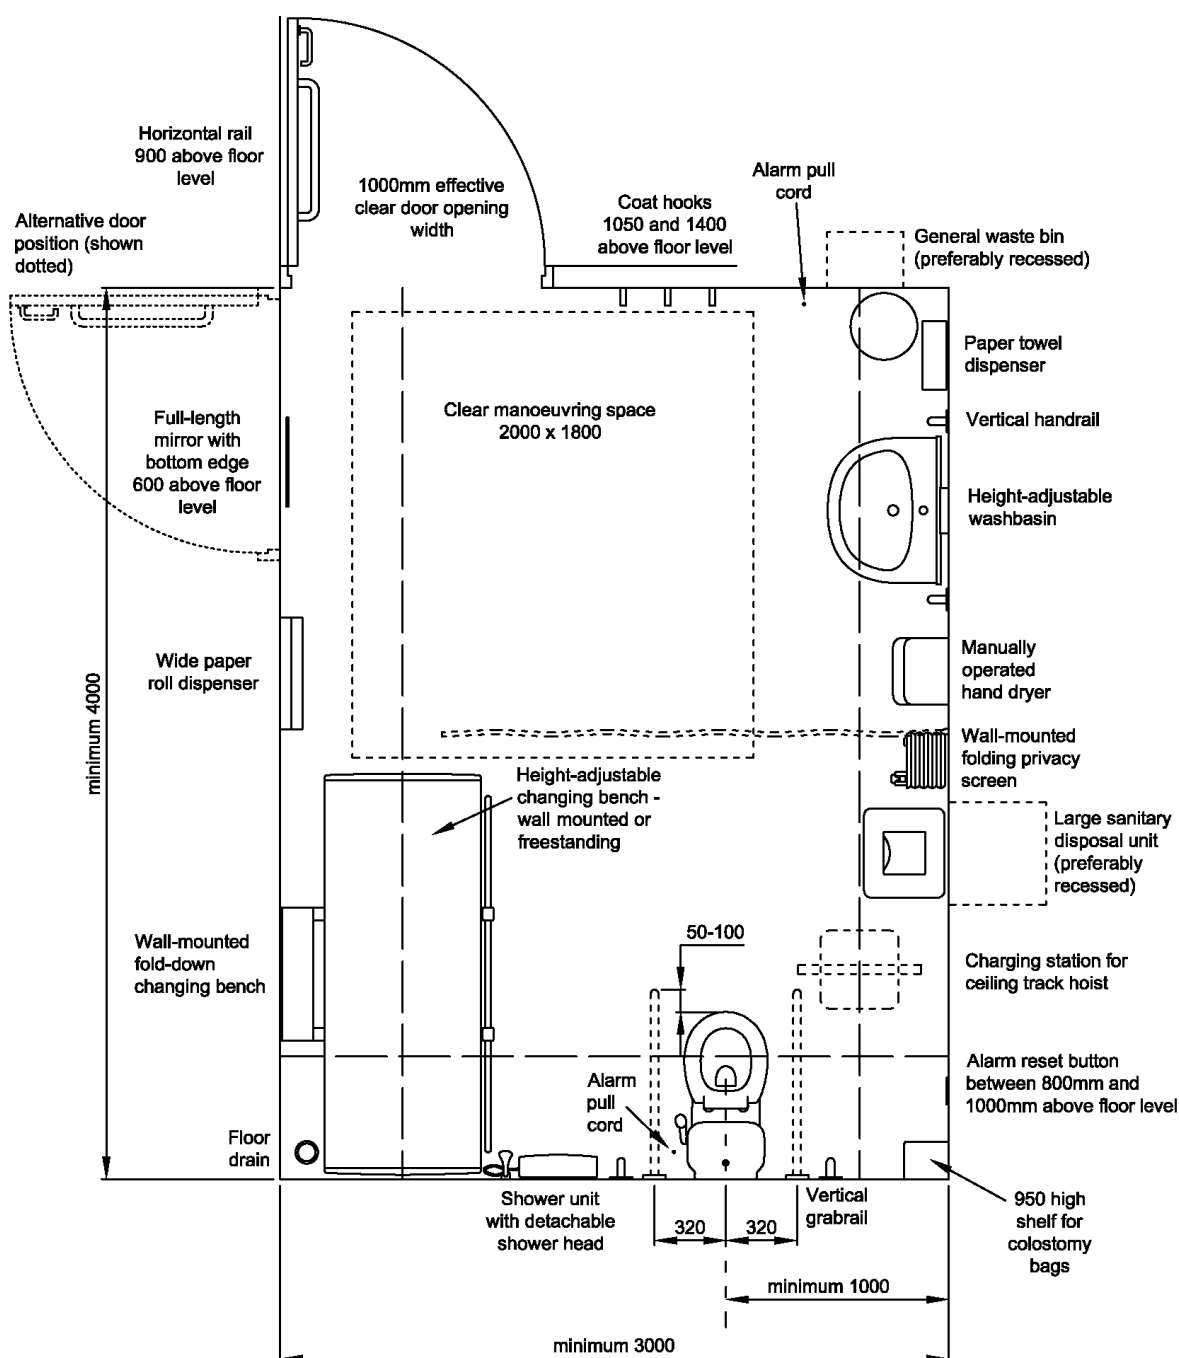 Horizontal rail
900 above floor
level
1000mm effective
clear door opening
width
Coat hooks
1050 and 1400
above floor level
Alarm pull
cord
General waste bin
(preferably recessed)
Alternative door
position (shown
dotted)
Paper towel
dispenser
Full-length
mirror with
bottom edge
600 above floor
level
Clear manoeuvring space
2000 x 1800
Vertical handrail
Height-adjustable
washbasin
Wide paper
roll dispenser
Manually
operated
hand dryer
minimum 4000
Wall-mounted
folding privacy
screen
Height-adjustable
changing bench -
wall mounted or
freestanding
Large sanitary
disposal unit
(preferably
recessed)
Wall-mounted
fold-down
changing bench
50-100
Charging station for
ceiling track hoist
Alarm
pull
cord
Alarm reset button
between 800mm and
1000mm above floor level
Floor
drain
Shower unit
with detachable
shower head
320
320
Vertical
grabrail
950 high
shelf for
colostomy
bags
minimum 1000
minimum 3000